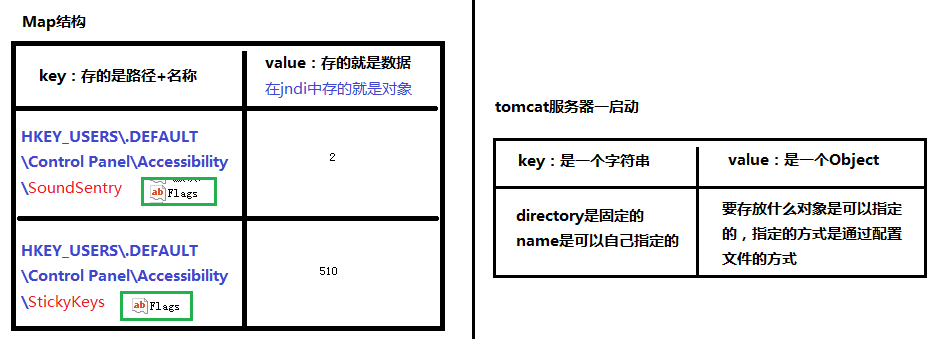 Map结构
key：存的是路径+名称
value：存的就是数据
在jndi中存的就是对象
HKEY_USERS\.DEFAULT
\Control Panel\Accessibility
\SoundSentry
Flags
2
HKEY_USERS\.DEFAULT
\Control Panel\Accessibility
\StickyKeys
Flags
510
tomcat服务器一启动
key：是一个字符串
value：是一个Object
directory是固定的
name是可以自己指定的
要存放什么对象是可以指定
的，指定的方式是通过配置
文件的方式